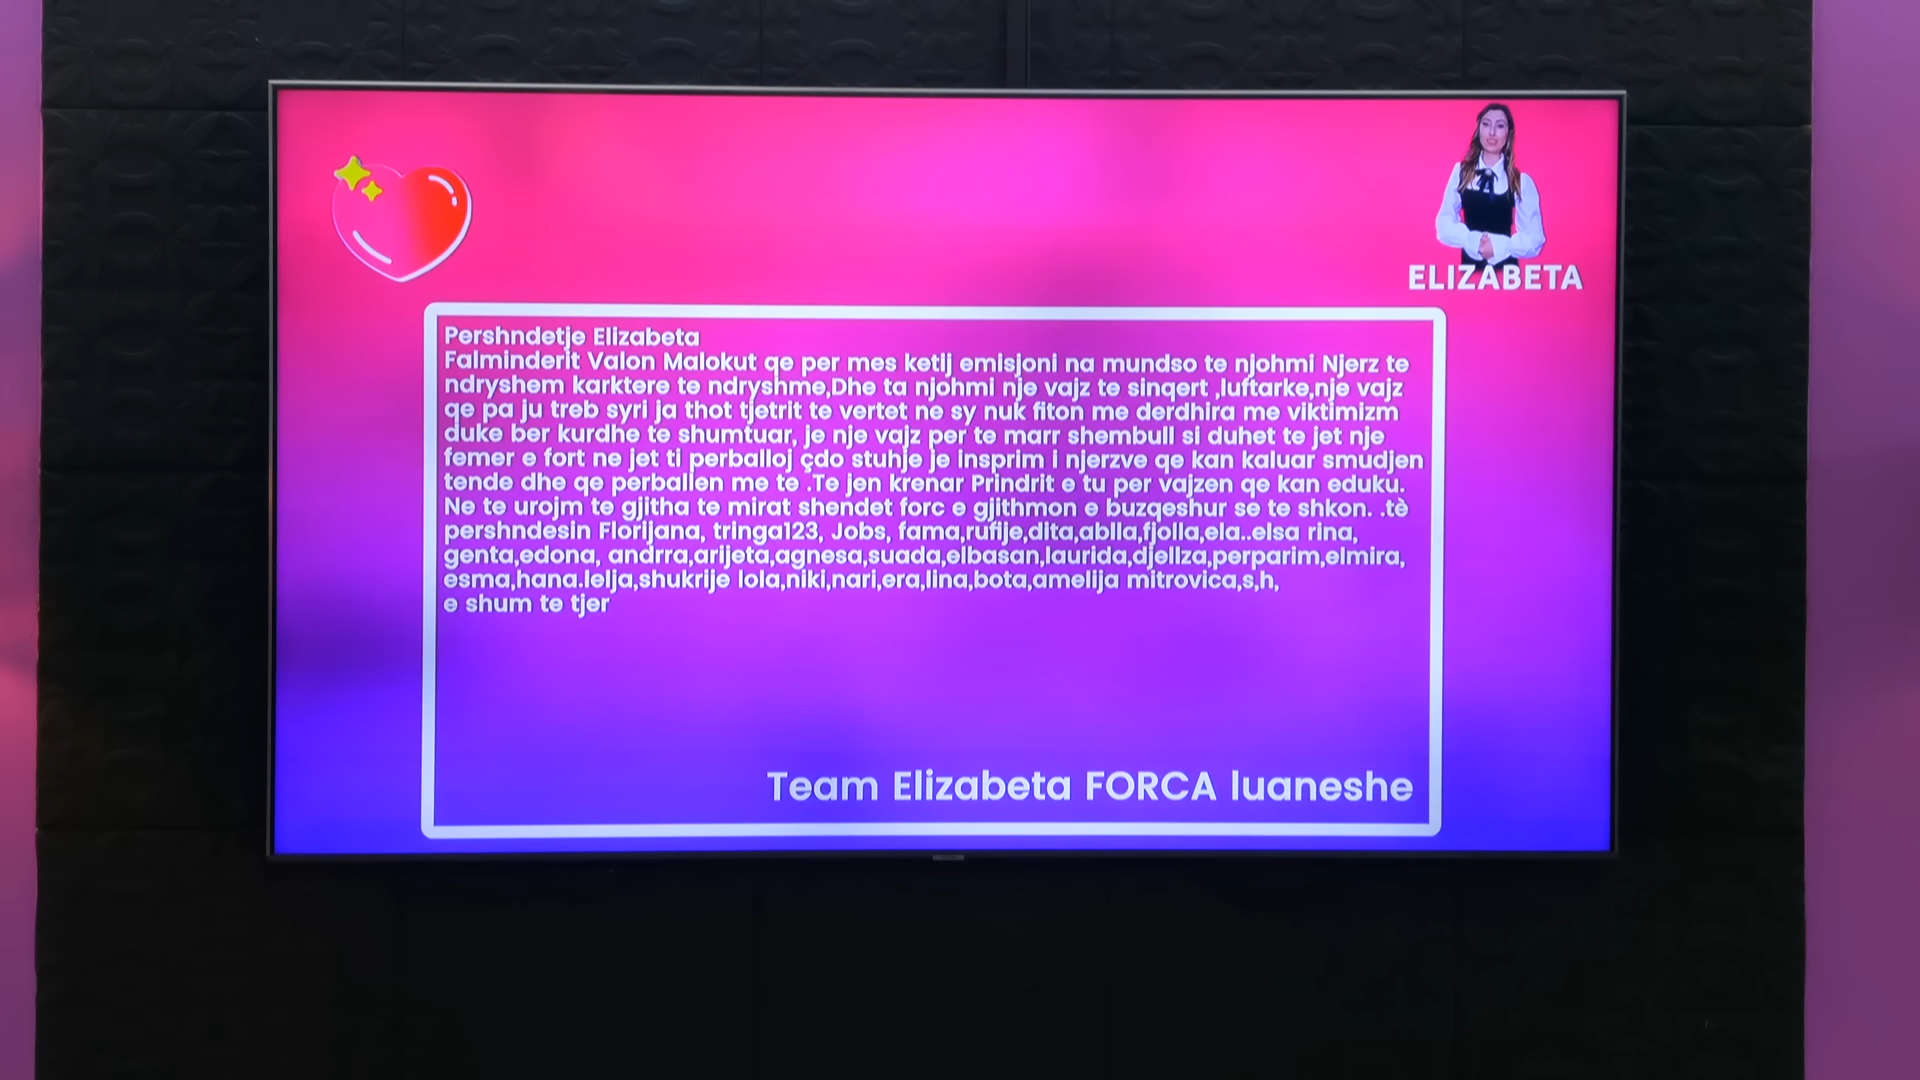 ELIZABETA
Pershndetje Elizabeta
Falminderit Valon Malokut qe per mes ketij emisjoni na mundso te njohmi Njerz te
ndryshem karktere te ndryshme,Dhe ta njohmi nje vajz te sinqert ,luftarke,nje vajz
qe pa ju treb syri ja thot tjetrit te vertet ne sy nuk fiton me derdhira me viktimizm
duke ber kurdhe te shumtuar, je nje vajz per te marr shembull si duhet te jet nje
femer e fort ne jet ti perballoj çdo stuhje je insprim i njerzve qe kan kaluar smudjen
tende dhe qe perballen me te .Te jen krenar Prindrit e tu per vajzen qe kan eduku.
Ne te urojm te gjitha te mirat shendet forc e gjithmon e buzqeshur se te shkon. .tè
pershndesin Florijana, tringa123, Jobs, fama,rufije,dita,ablla,fjolla,ela..elsa rina,
genta,edona, andrra,arijeta,agnesa,suada,elbasan,laurida,djellza,perparim,elmira,
esma,hana.lelja,shukrije lola,niki,nari,era,lina,bota,amelija mitrovica,s,h,
e shum te tjer
Team Elizabeta FORCA luaneshe